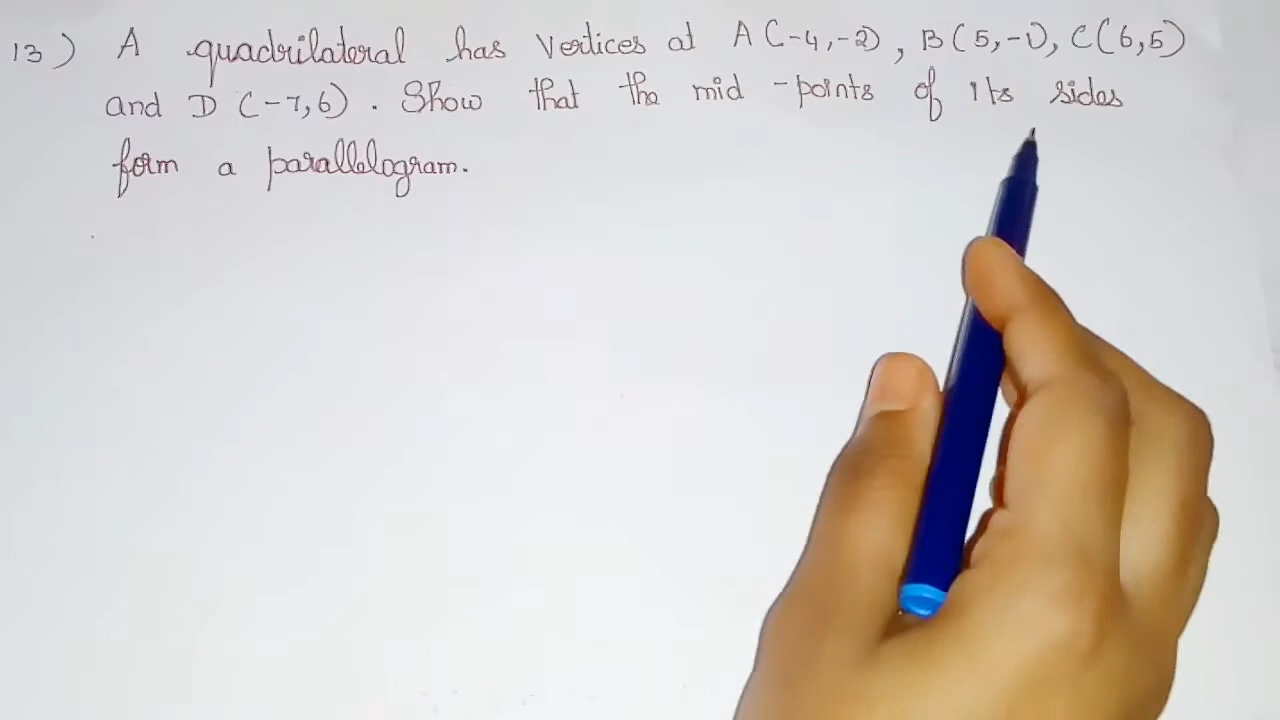 13) A quadrilateral has vertices at A(-4,-2), B(5,-1), C(6,5)
and D (-7,6). Show that the mid-points of its sides
form a parallelogram.